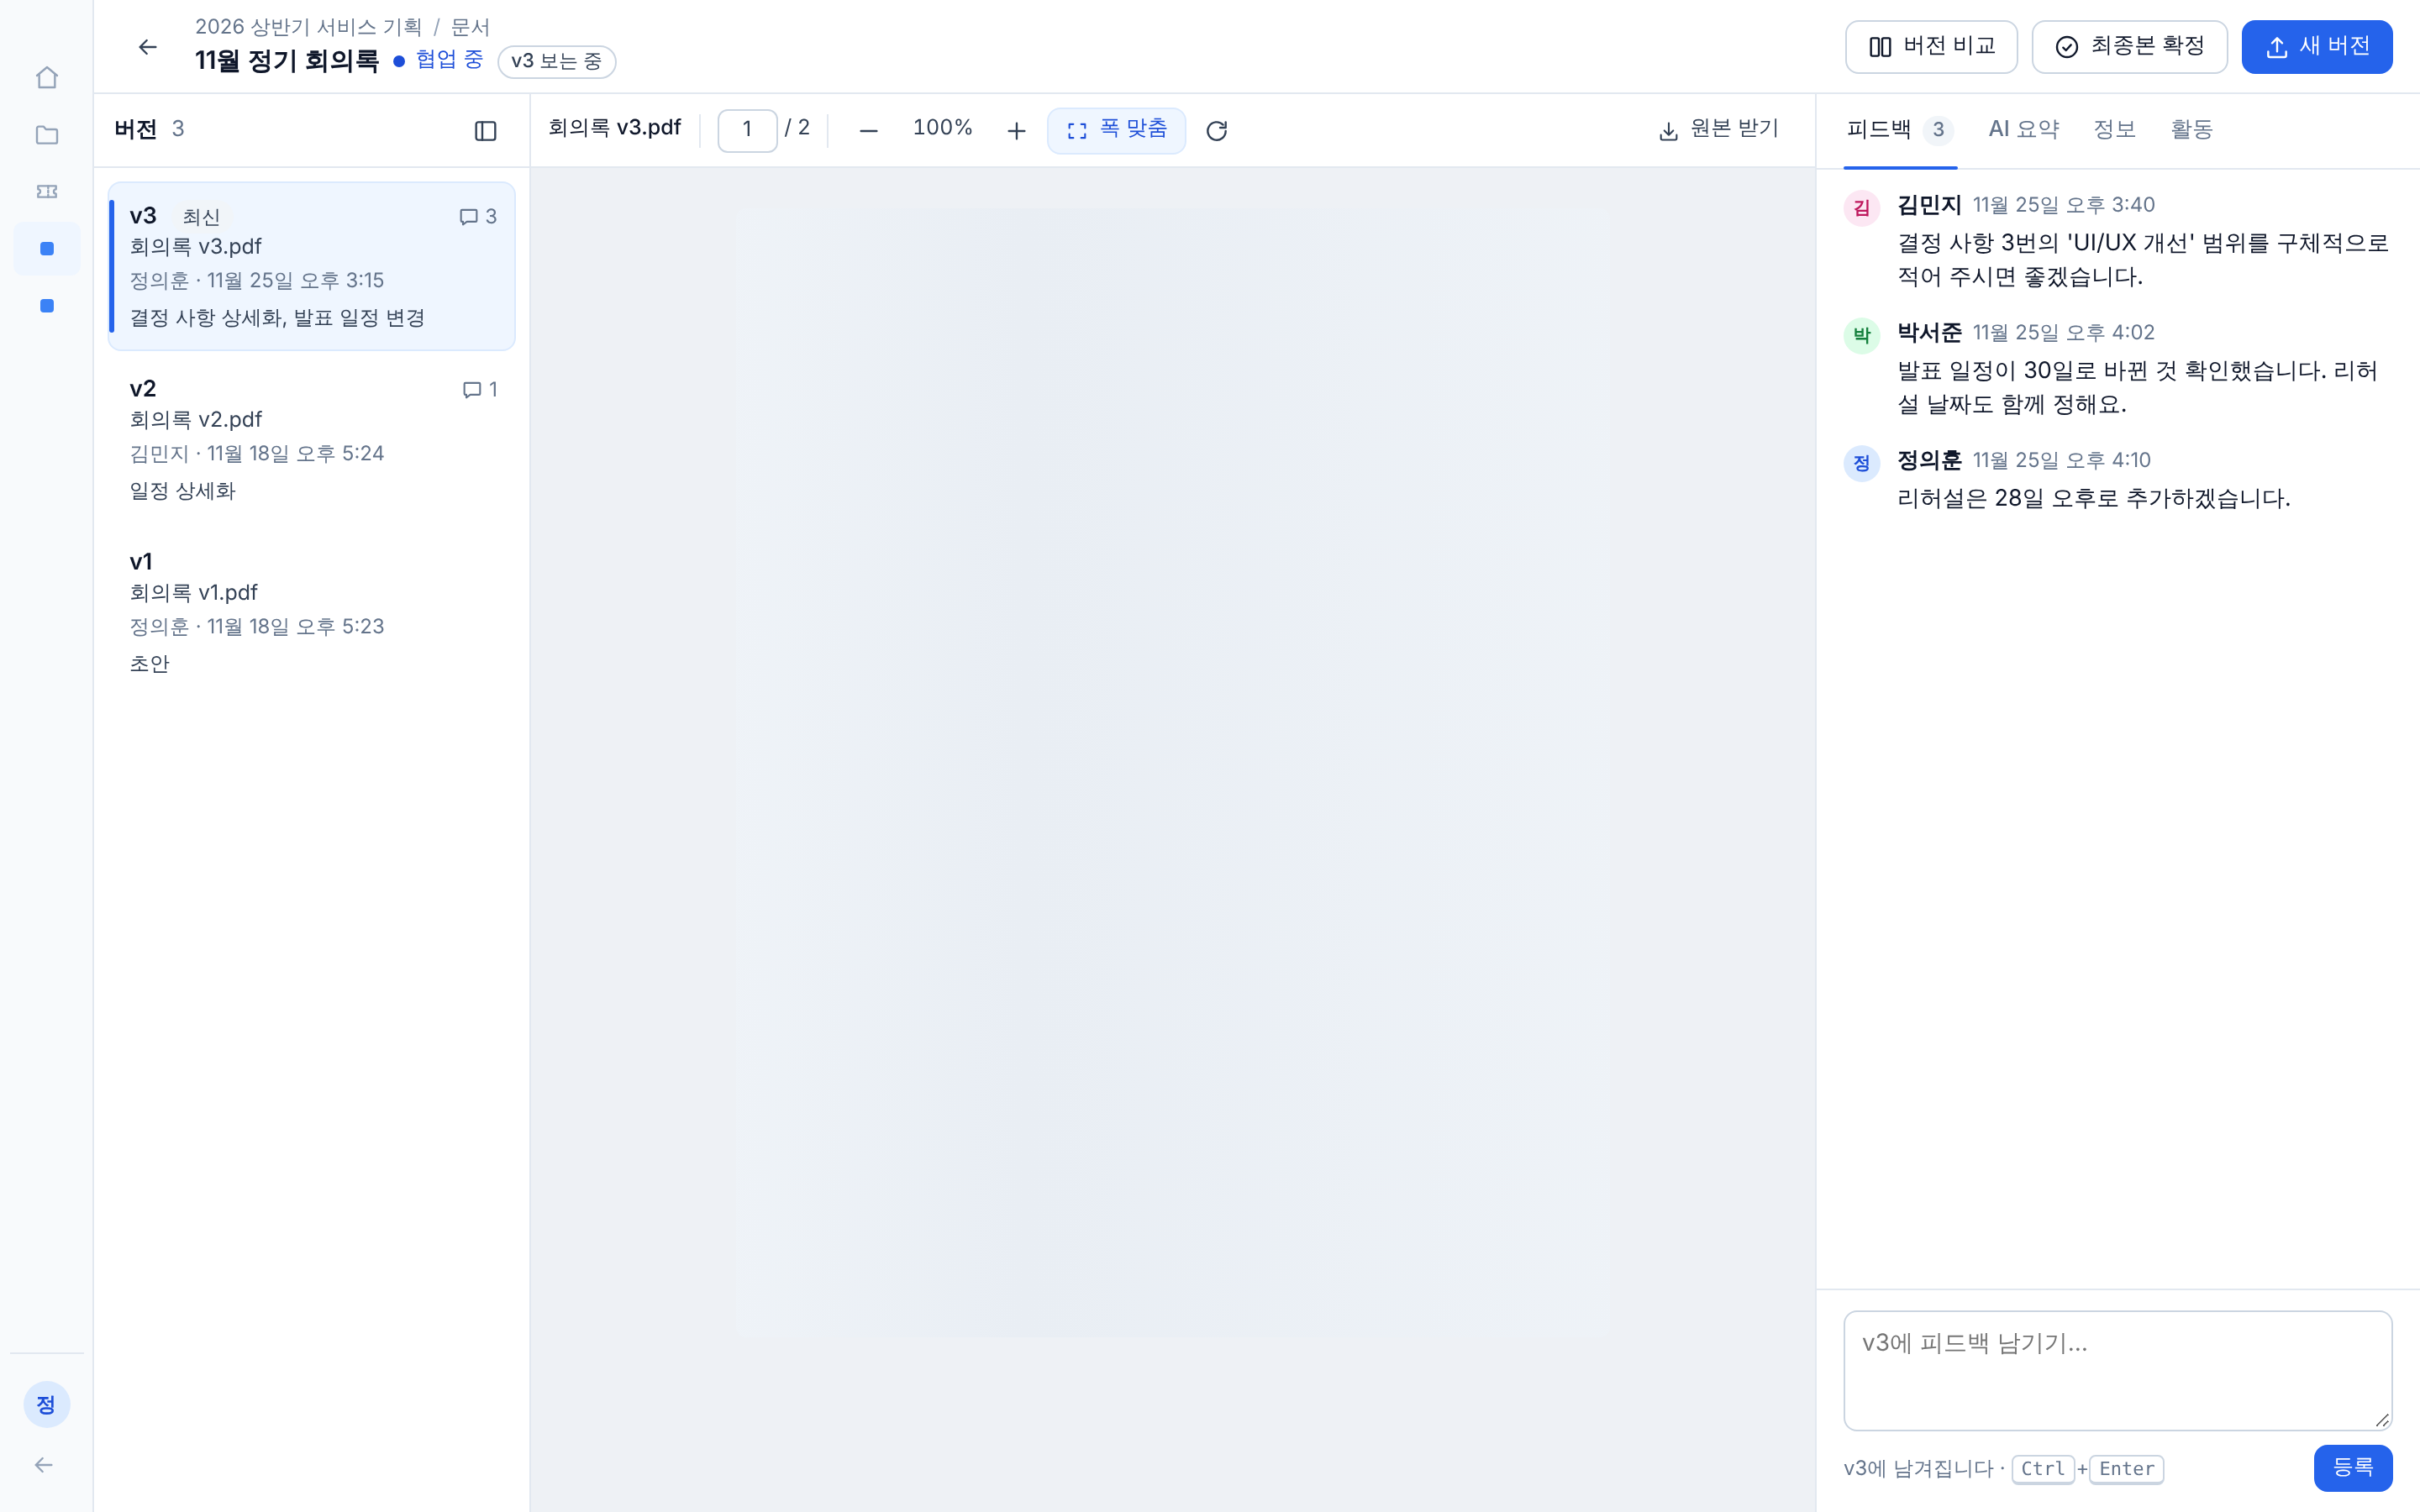 2026 상반기 서비스 기획 / 문서
11월 정기 회의록 협업 중 v3 보는 중
버전 비교
최종본 확정
새 버전
버전 3
v3 최신 3
회의록 v3.pdf
정의훈 · 11월 25일 오후 3:15
결정 사항 상세화, 발표 일정 변경
v2 1
회의록 v2.pdf
김민지 · 11월 18일 오후 5:24
일정 상세화
v1
회의록 v1.pdf
정의훈 · 11월 18일 오후 5:23
초안
정
회의록 v3.pdf 1 / 2 100% 폭 맞춤 원본 받기
피드백 3 AI 요약 정보 활동
김 김민지 11월 25일 오후 3:40
결정 사항 3번의 'UI/UX 개선' 범위를 구체적으로
적어 주시면 좋겠습니다.
박 박서준 11월 25일 오후 4:02
발표 일정이 30일로 바뀐 것 확인했습니다. 리허
설 날짜도 함께 정해요.
정 정의훈 11월 25일 오후 4:10
리허설은 28일 오후로 추가하겠습니다.
v3에 피드백 남기기...
v3에 남겨집니다 · Ctrl+Enter
등록